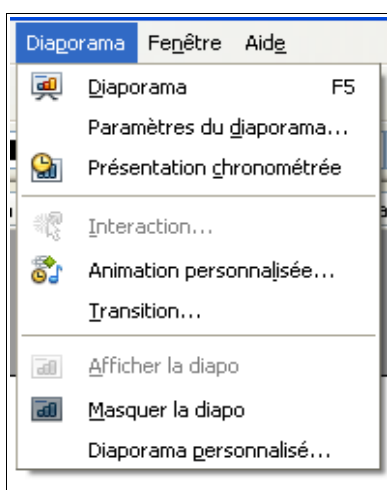 Diaporama Fenêtre Aide
Diaporama F5
Paramètres du diaporama...
Présentation chronométrée
Interaction...
Animation personnalisée...
Transition...
Afficher la diapo
Masquer la diapo
Diaporama personnalisé...